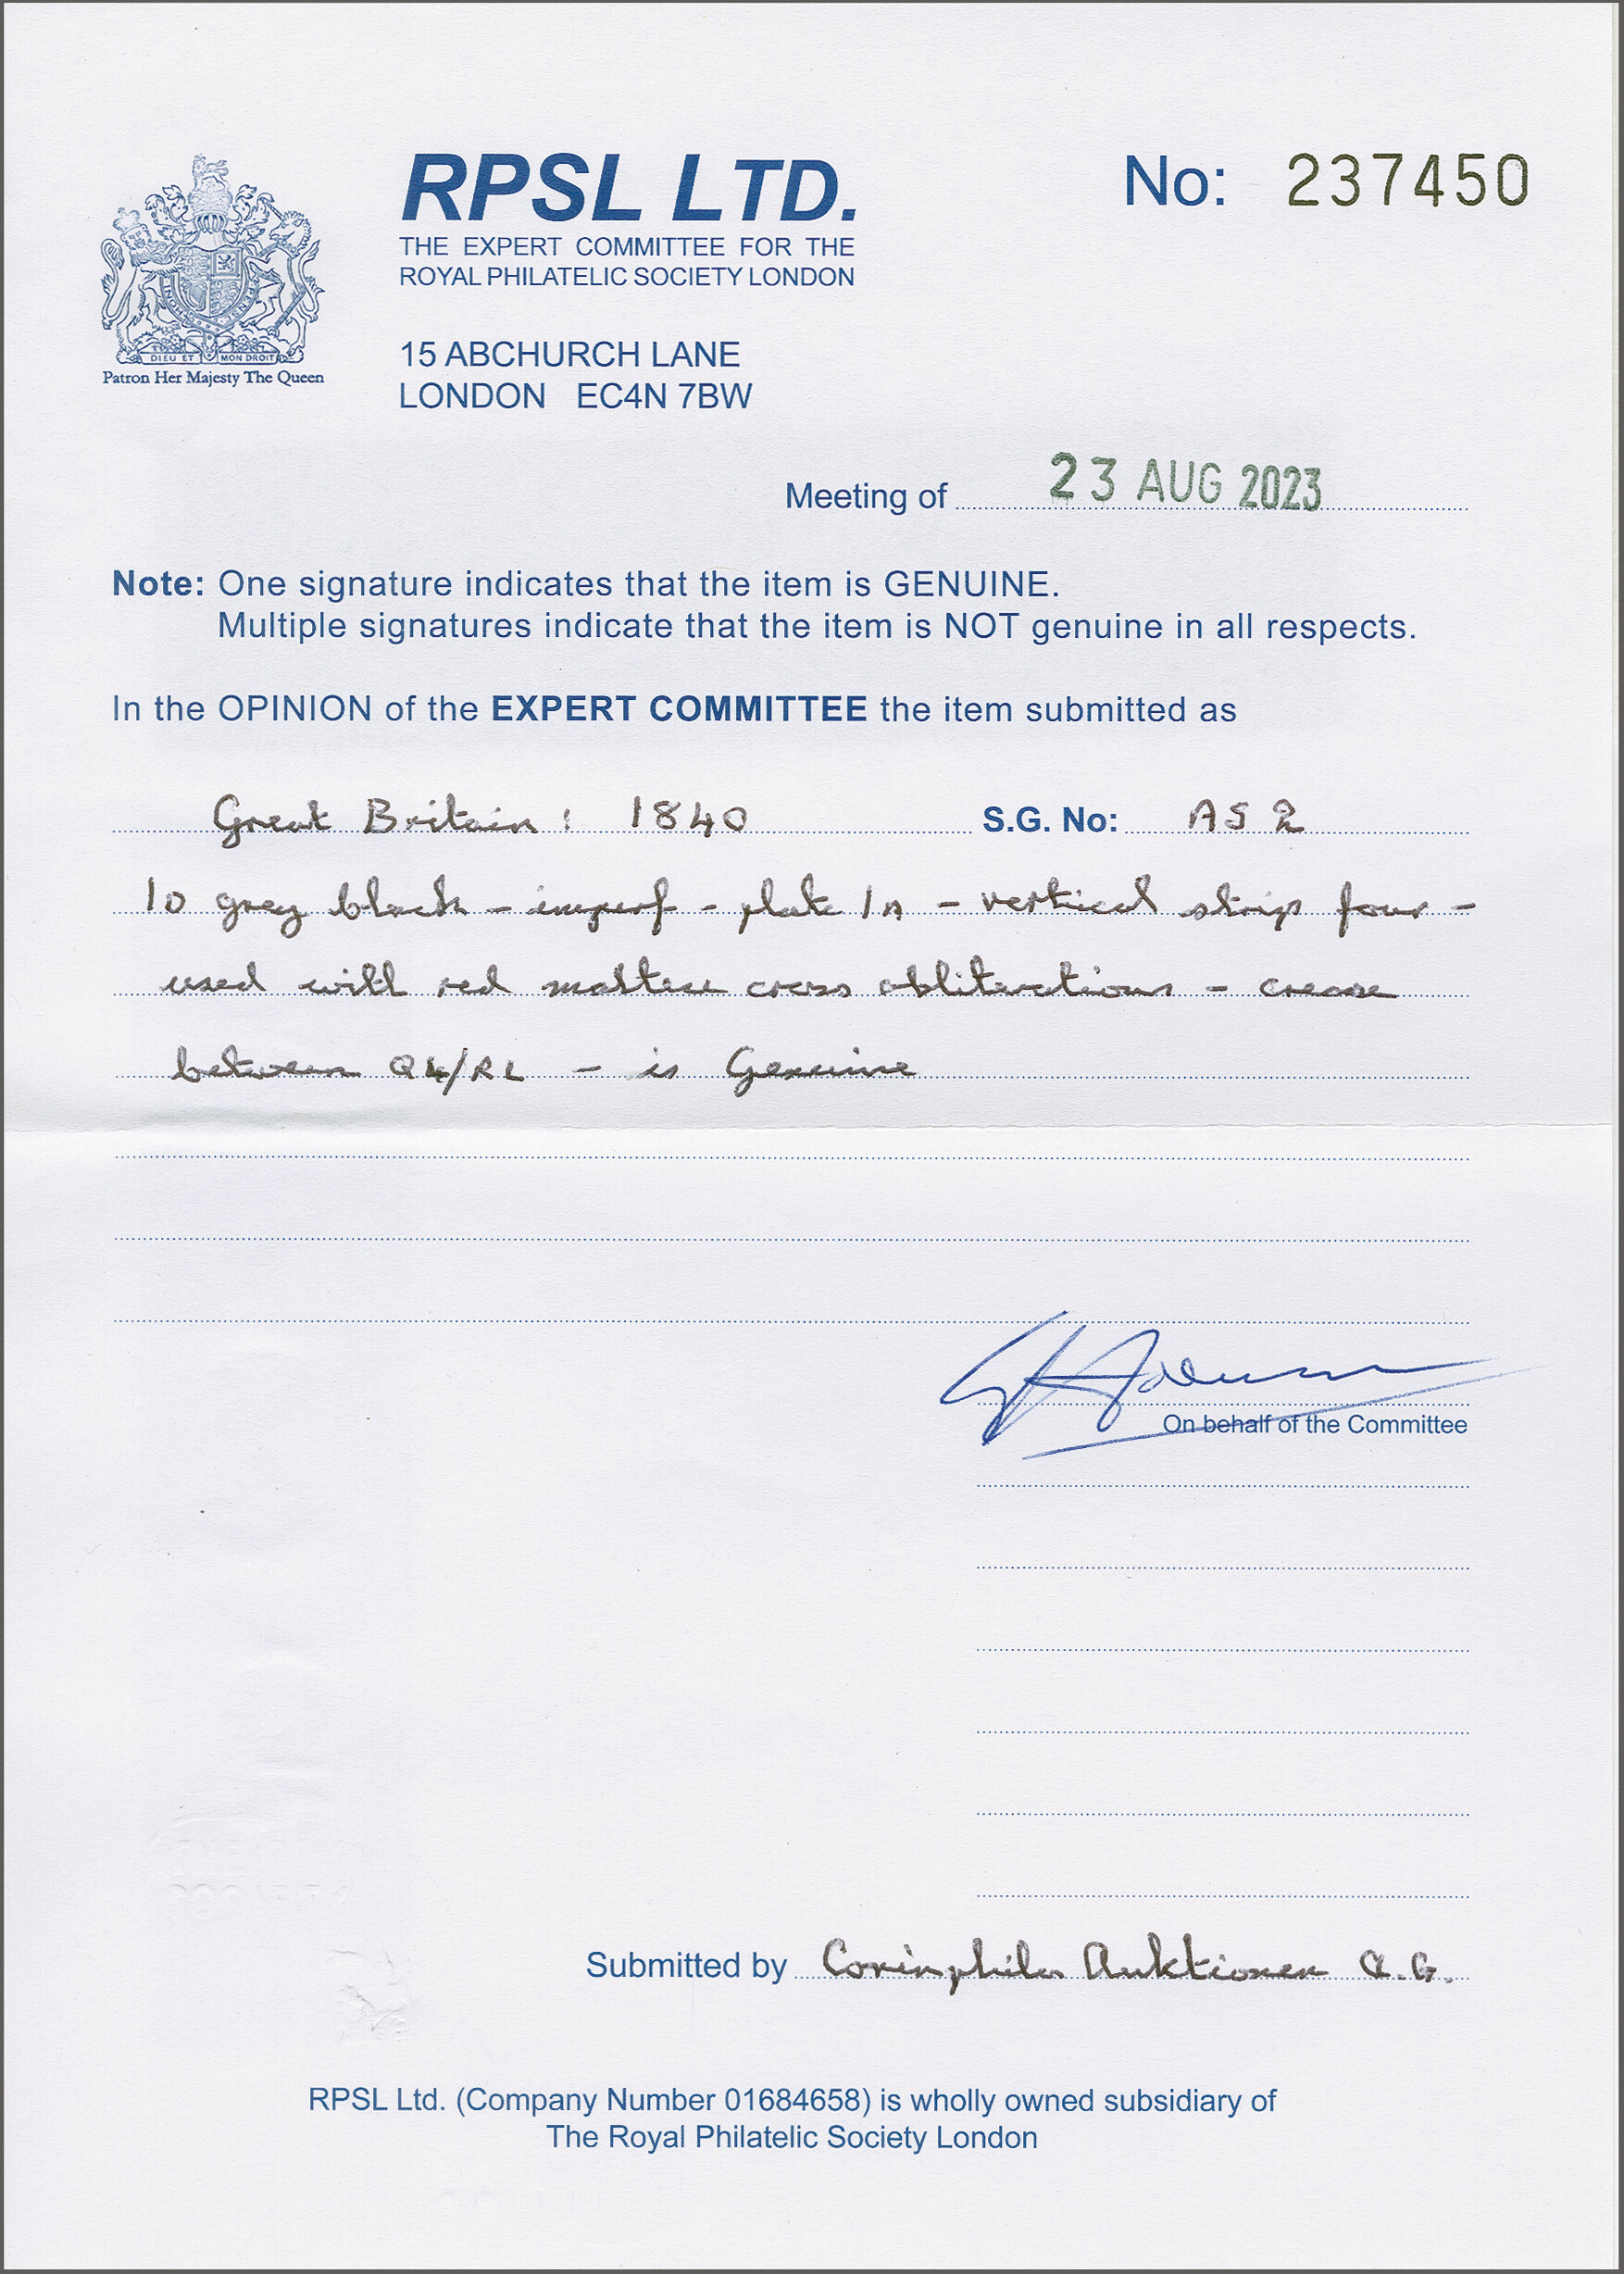 RPSL LTD.
No: 237450
THE EXPERT COMMITTEE FOR THE
ROYAL PHILATELIC SOCIETY LONDON
DIEU ET MON DROIT
Patron Her Majesty The Queen
15 ABCHURCH LANE
LONDON EC4N 7BW
Meeting of 23 AUG 2023
Note: One signature indicates that the item is GENUINE.
Multiple signatures indicate that the item is NOT genuine in all respects.
In the OPINION of the EXPERT COMMITTEE the item submitted as
Great Britain: 1840 S.G. No: AS 2
1D grey black - imperf - plate 1A - vertical strip four -
used with red maltese cross obliterations - crease
between QL/RL - is Genuine
On behalf of the Committee
Submitted by Corinphila Auktionen A.G.
RPSL Ltd. (Company Number 01684658) is wholly owned subsidiary of
The Royal Philatelic Society London